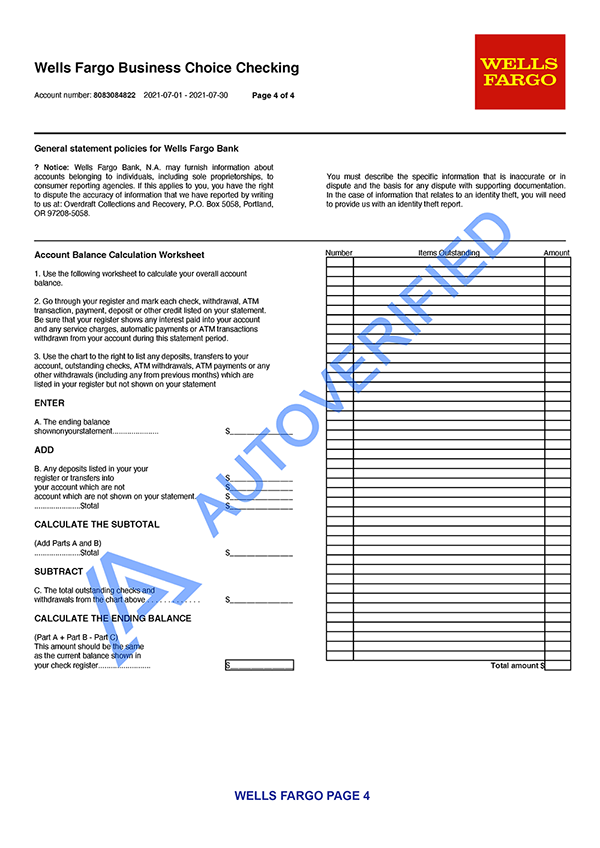 WELLS
FARGO
Wells Fargo Business Choice Checking
Account number: 8083084822 2021-07-01 - 2021-07-30 Page 4 of 4
General statement policies for Wells Fargo Bank
? Notice: Wells Fargo Bank, N.A. may furnish information about
accounts belonging to individuals, including sole proprietorships, to
consumer reporting agencies. If this applies to you, you have the right
to dispute the accuracy of information that we have reported by writing
to us at: Overdraft Collections and Recovery, P.O. Box 5058, Portland,
OR 97208-5058.
You must describe the specific information that is inaccurate or in
dispute and the basis for any dispute with supporting documentation.
In the case of information that relates to an identity theft, you will need
to provide us with an identity theft report.
Account Balance Calculation Worksheet
1. Use the following worksheet to calculate your overall account
balance.
2. Go through your register and mark each check, withdrawal, ATM
transaction, payment, deposit or other credit listed on your statement.
Be sure that your register shows any interest paid into your account
and any service charges, automatic payments or ATM transactions
withdrawn from your account during this statement period.
3. Use the chart to the right to list any deposits, transfers to your
account, outstanding checks, ATM withdrawals, ATM payments or any
other withdrawals (including any from previous months) which are
listed in your register but not shown on your statement
ENTER
A. The ending balance
shownonyourstatement...................... $_______________
ADD
B. Any deposits listed in your your
register or transfers into $_______________
your account which are not $_______________
account which are not shown on your statement. $_______________
......................Stotal $_______________
CALCULATE THE SUBTOTAL
(Add Parts A and B)
......................Stotal $_______________
SUBTRACT
C. The total outstanding checks and
withdrawals from the chart above . . . . . . . . . . . . . $_______________
CALCULATE THE ENDING BALANCE
(Part A + Part B - Part C)
This amount should be the same
as the current balance shown in
your check register......................... $_______________
Number Items Outstanding Amount
Total amount $
AUTOVERIFIED
WELLS FARGO PAGE 4